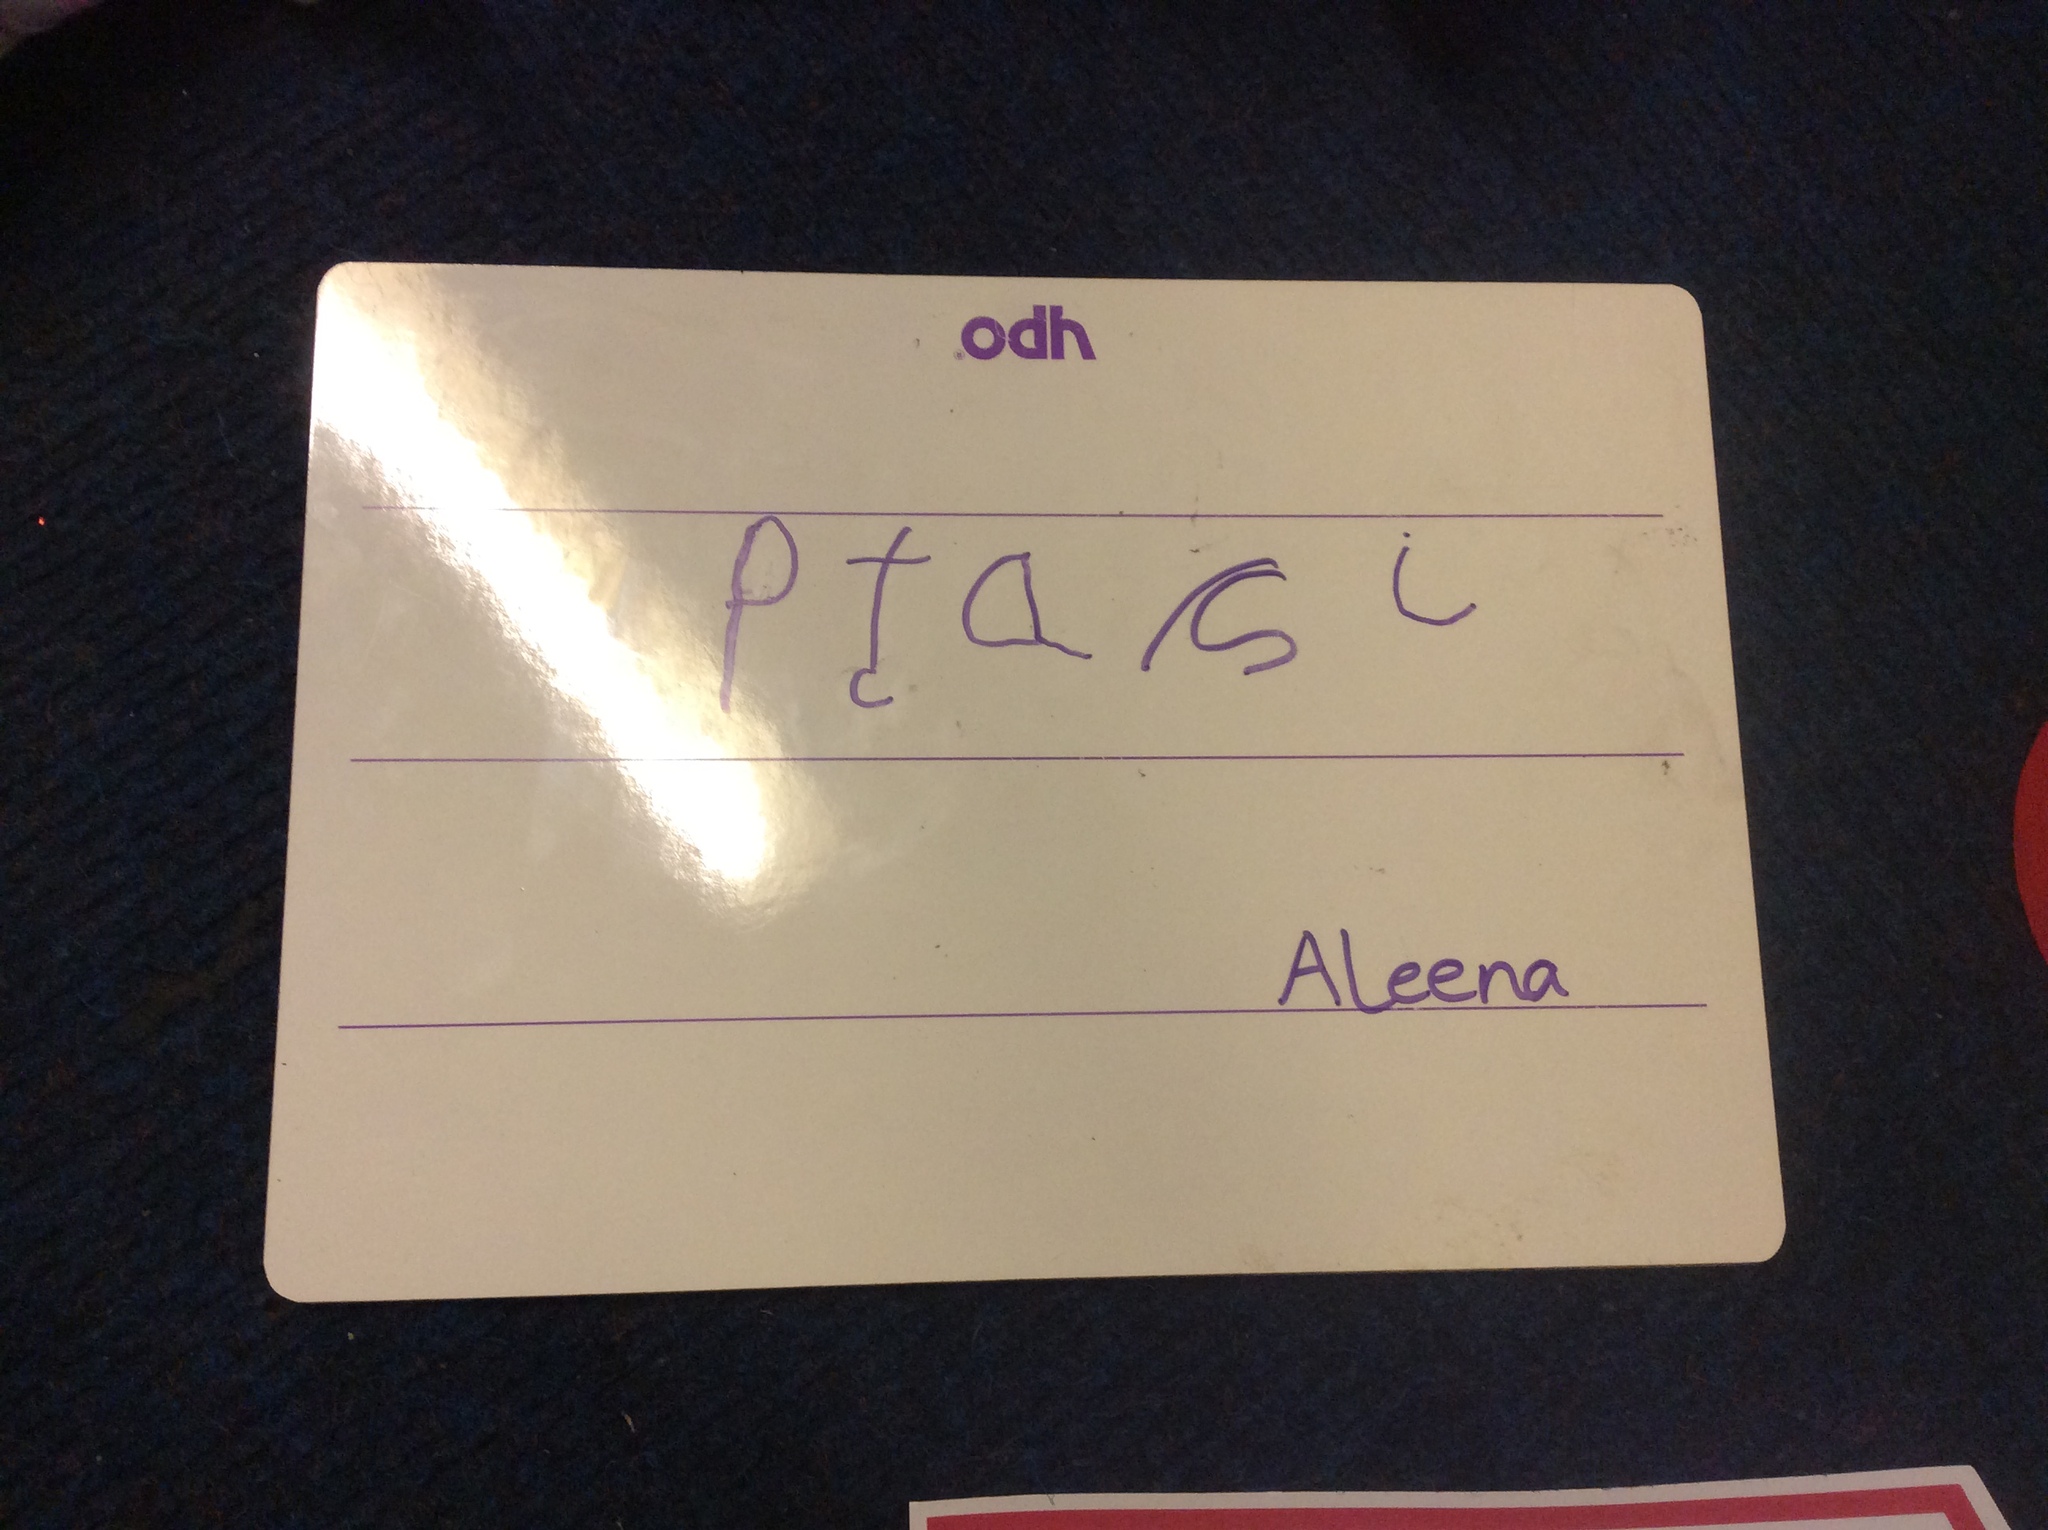 odh
p t a s i
Aleena